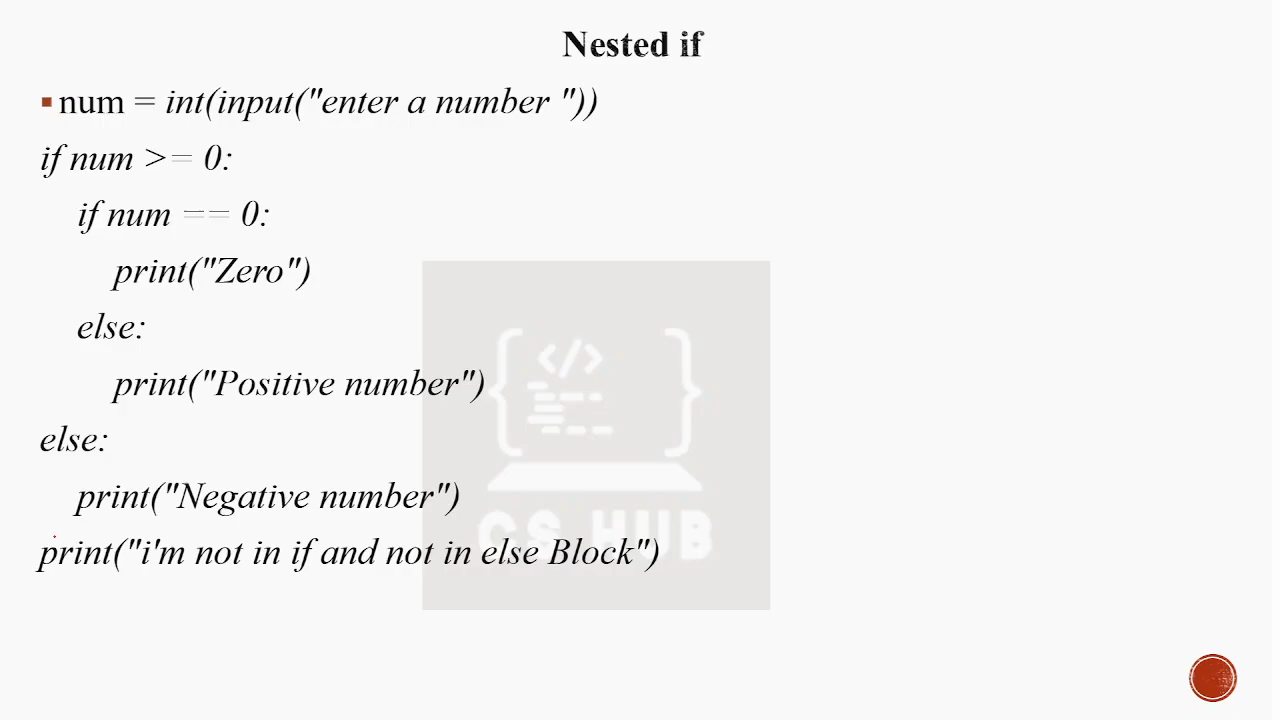 Nested if
num = int(input("enter a number "))
if num >= 0:
if num == 0:
print("Zero")
else:
print("Positive number")
else:
print("Negative number")
print("i'm not in if and not in else Block")
</>
CS HUB